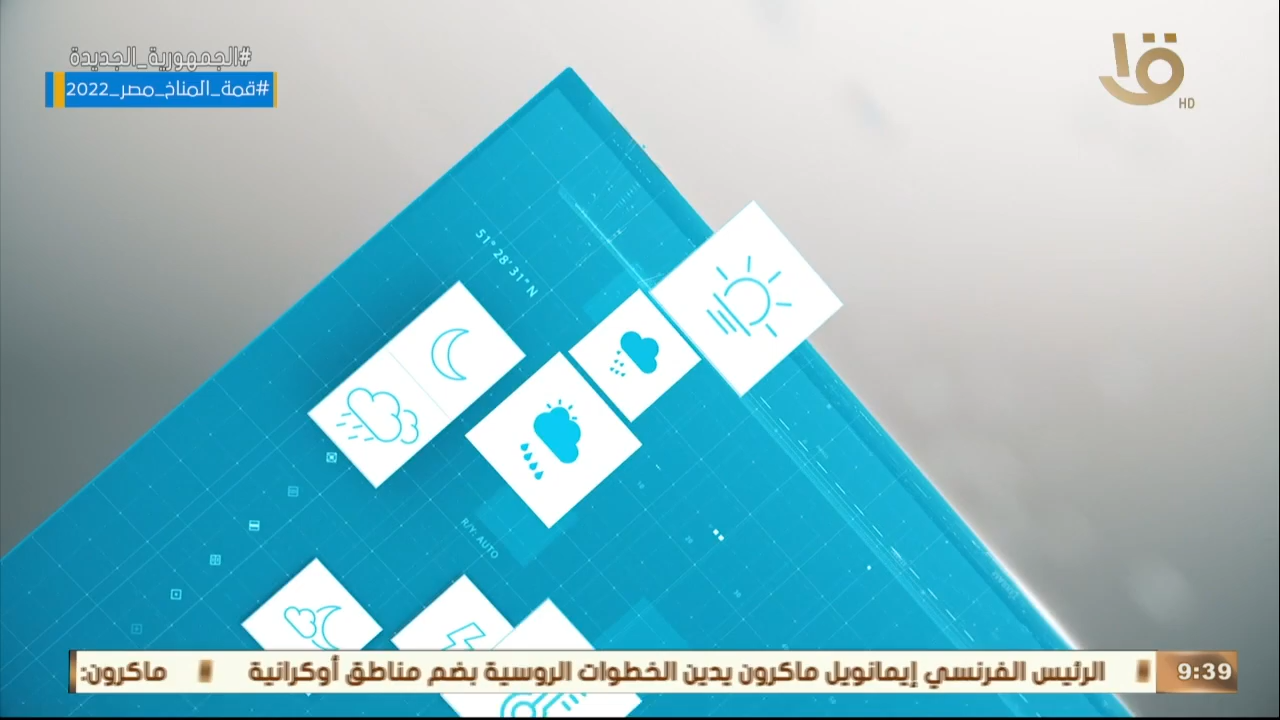 #الجمهورية_الجديدة
#قمة_المناخ_مصر_2022
HD
51° 28' 31" N
R/Y: AUTO
9:39
الرئيس الفرنسي إيمانويل ماكرون يدين الخطوات الروسية بضم مناطق أوكرانية
ماكرون: